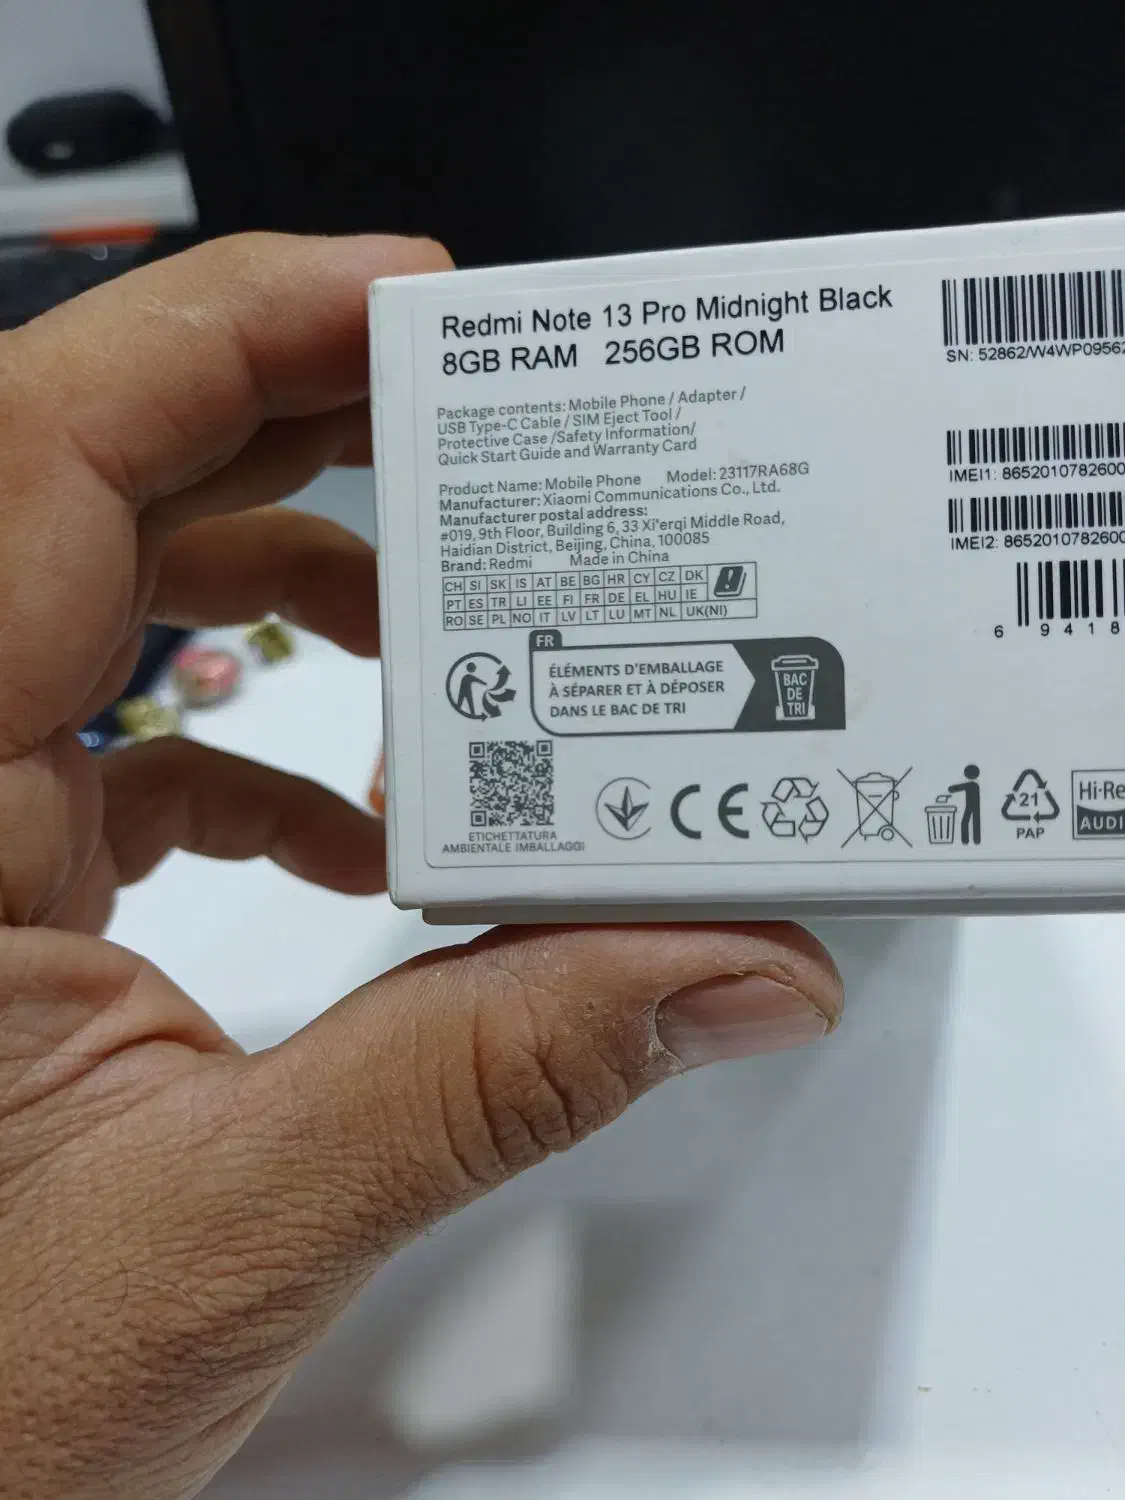 Redmi Note 13 Pro Midnight Black
8GB RAM 256GB ROM
Package contents: Mobile Phone / Adapter /
USB Type-C Cable / SIM Eject Tool /
Protective Case /Safety Information/
Quick Start Guide and Warranty Card
Product Name: Mobile Phone Model: 23117RA68G
Manufacturer: Xiaomi Communications Co., Ltd.
Manufacturer postal address:
#019, 9th Floor, Building 6, 33 Xi'erqi Middle Road,
Haidian District, Beijing, China, 100085
Brand: Redmi Made in China
CH SI SK IS AT BE BG HR CY CZ DK
PT ES TR LI EE FI FR DE EL HU IE
RO SE PL NO IT LV LT LU MT NL UK(NI)
FR
ÉLÉMENTS D'EMBALLAGE
À SÉPARER ET À DÉPOSER
DANS LE BAC DE TRI
BAC
DE
TRI
ETICHETTATURA
AMBIENTALE IMBALLAGGI
CE
21
PAP
Hi-Re
AUDI
SN: 52862/W4WP09562
IMEI1: 8652010782600
IMEI2: 8652010782600
6 9418